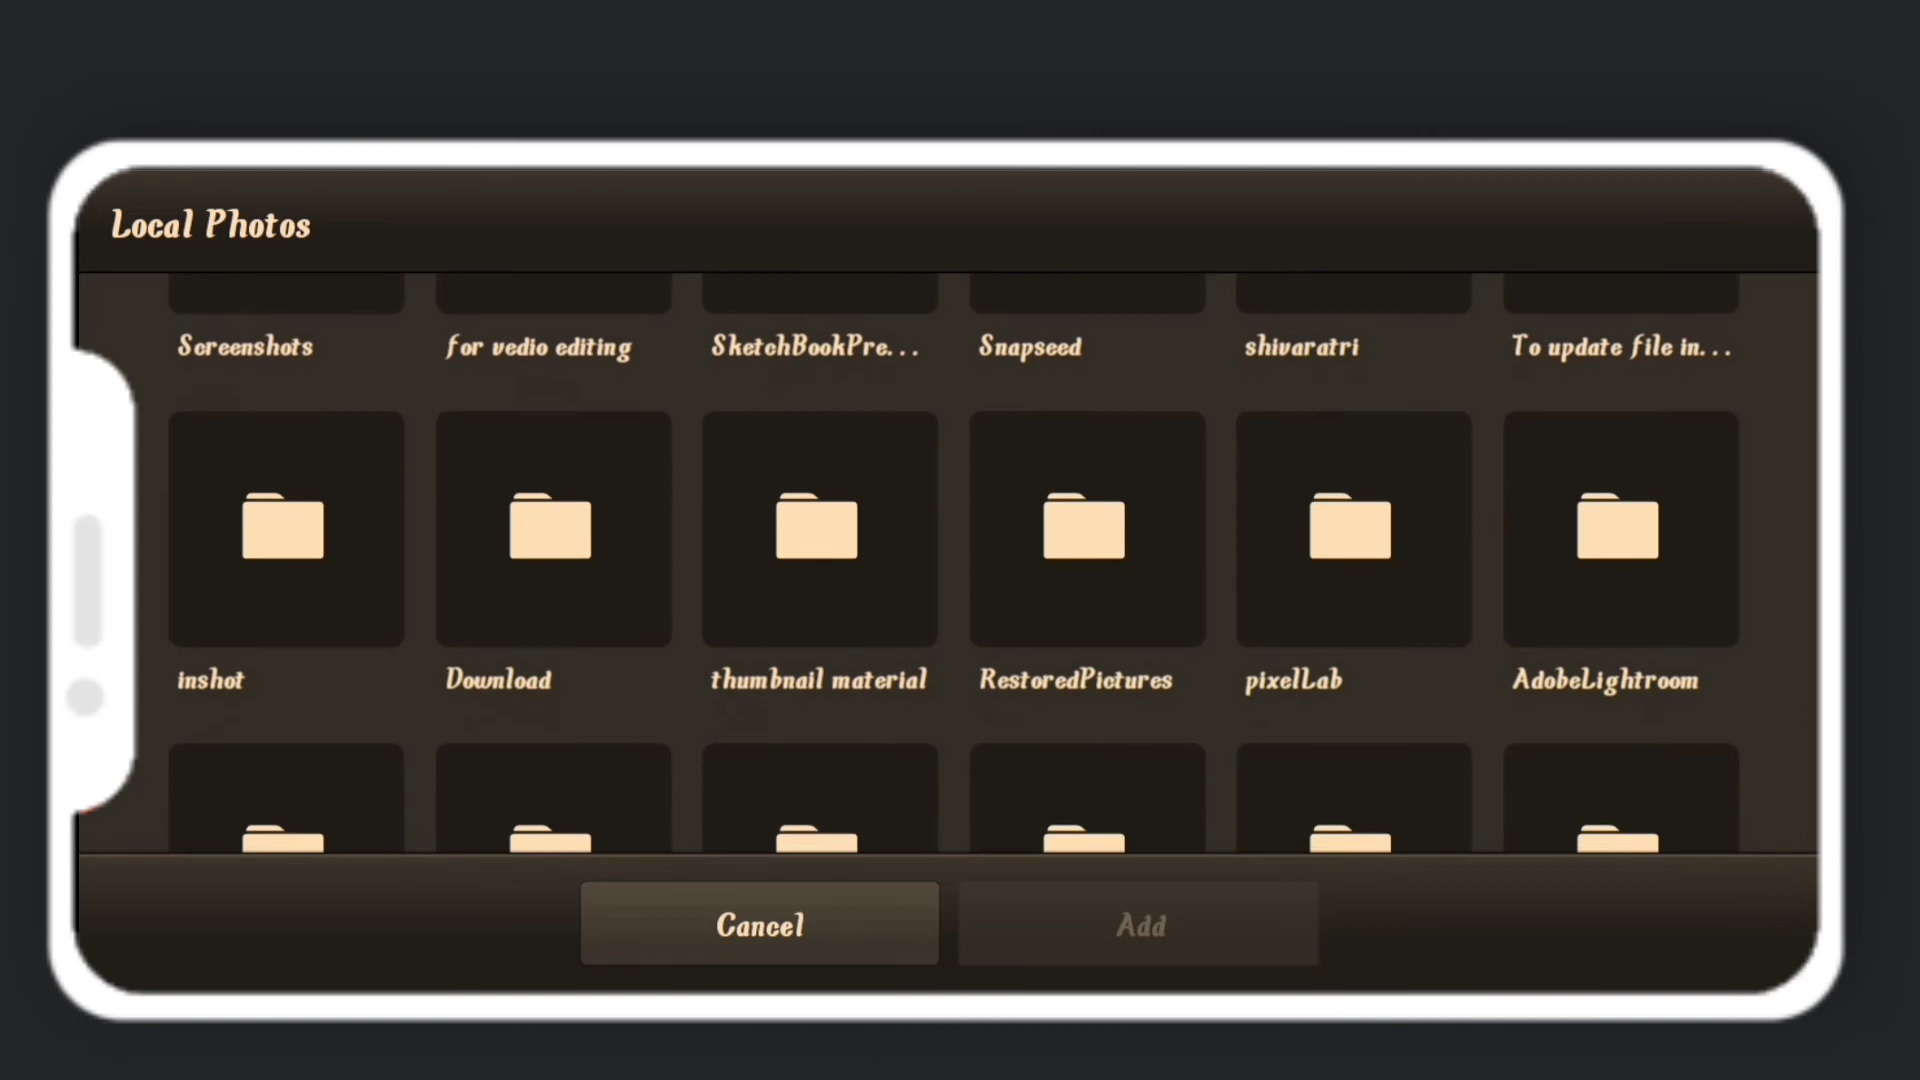 Local Photos
Screenshots
for vedio editing
SketchBookPre...
Snapseed
shivaratri
To update file in...
inshot
Download
thumbnail material
RestoredPictures
pixelLab
AdobeLightroom
Cancel
Add